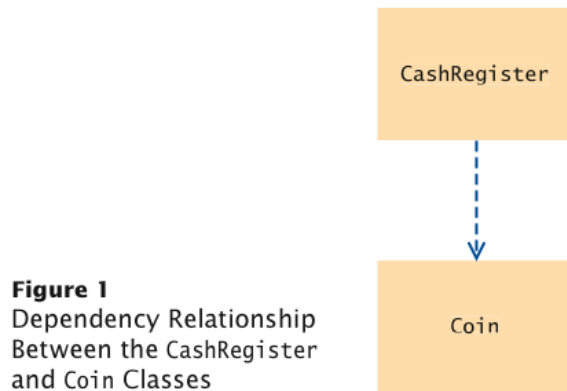 CashRegister
Coin
Figure 1
Dependency Relationship
Between the CashRegister
and Coin Classes